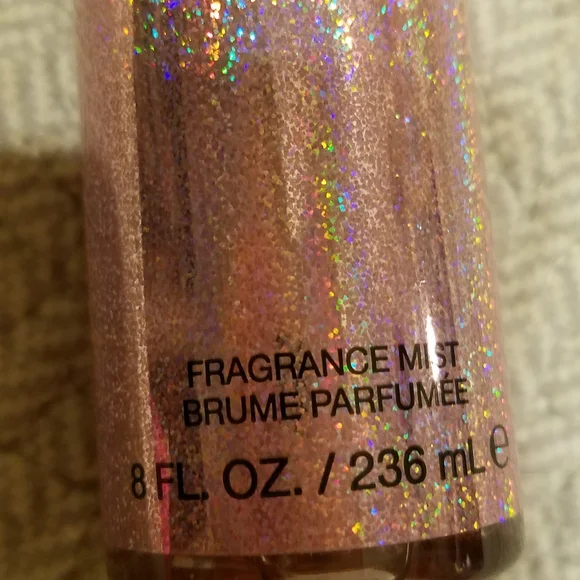 FRAGRANCE MIST
BRUME PARFUMÉE
8 FL. OZ. / 236 mL ℮